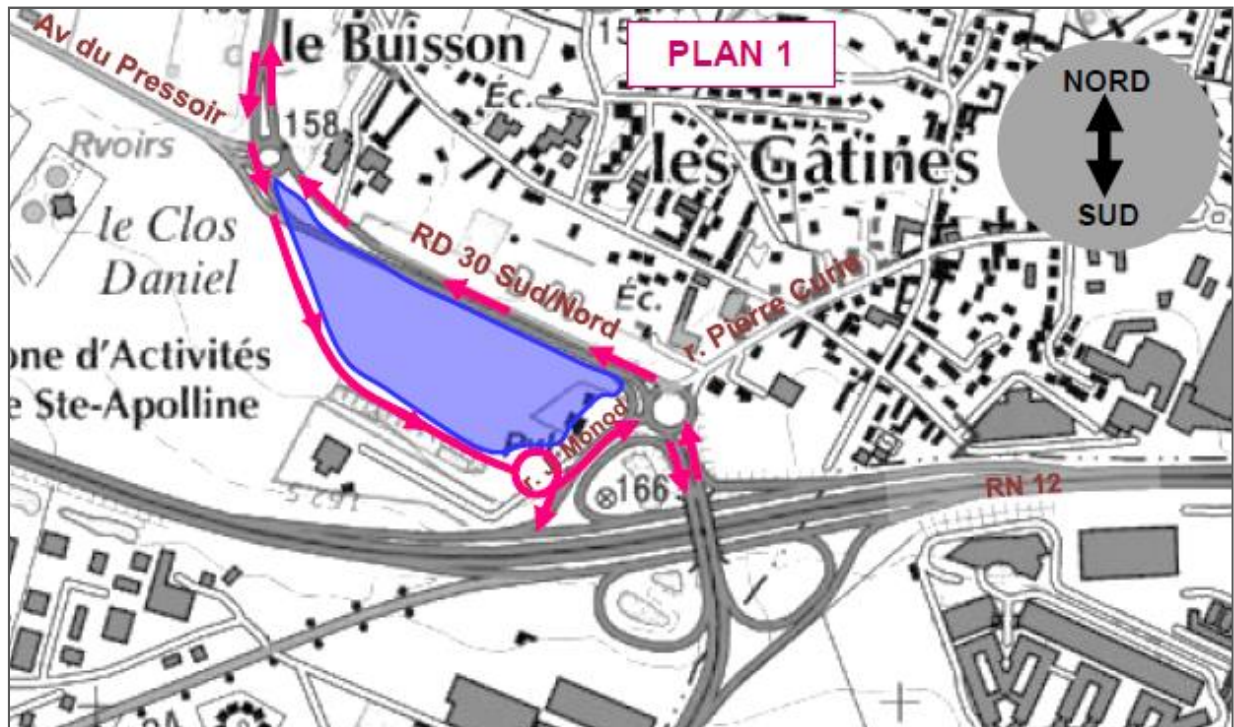 Av du Pressoir
le Buisson
PLAN 1
NORD
SUD
Éc.
158
Rvoirs
les Gâtines
le Clos
Daniel
RD 30 Sud/Nord
Éc.
r. Pierre Curie
one d'Activités
e Ste-Apolline
r. J. Monod
166
RN 12